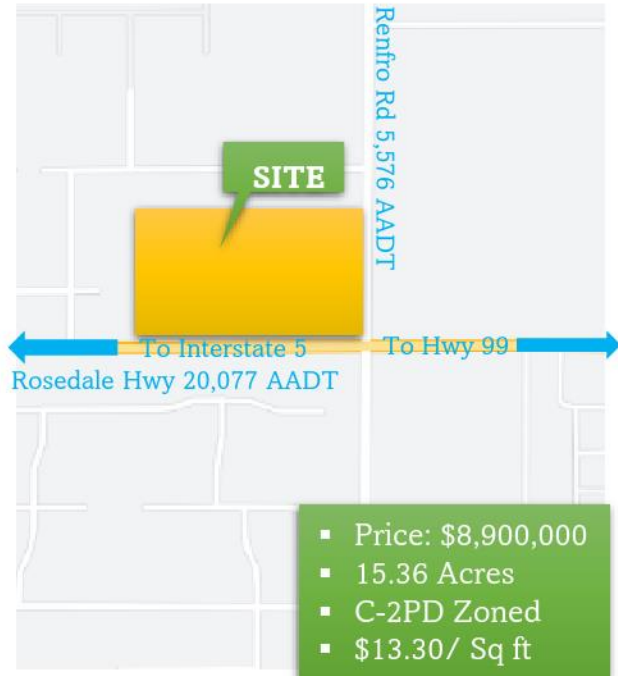 Renfro Rd 5,576 AADT
SITE
To Interstate 5
To Hwy 99
Rosedale Hwy 20,077 AADT
▪ Price: $8,900,000
▪ 15.36 Acres
▪ C-2PD Zoned
▪ $13.30/ Sq ft